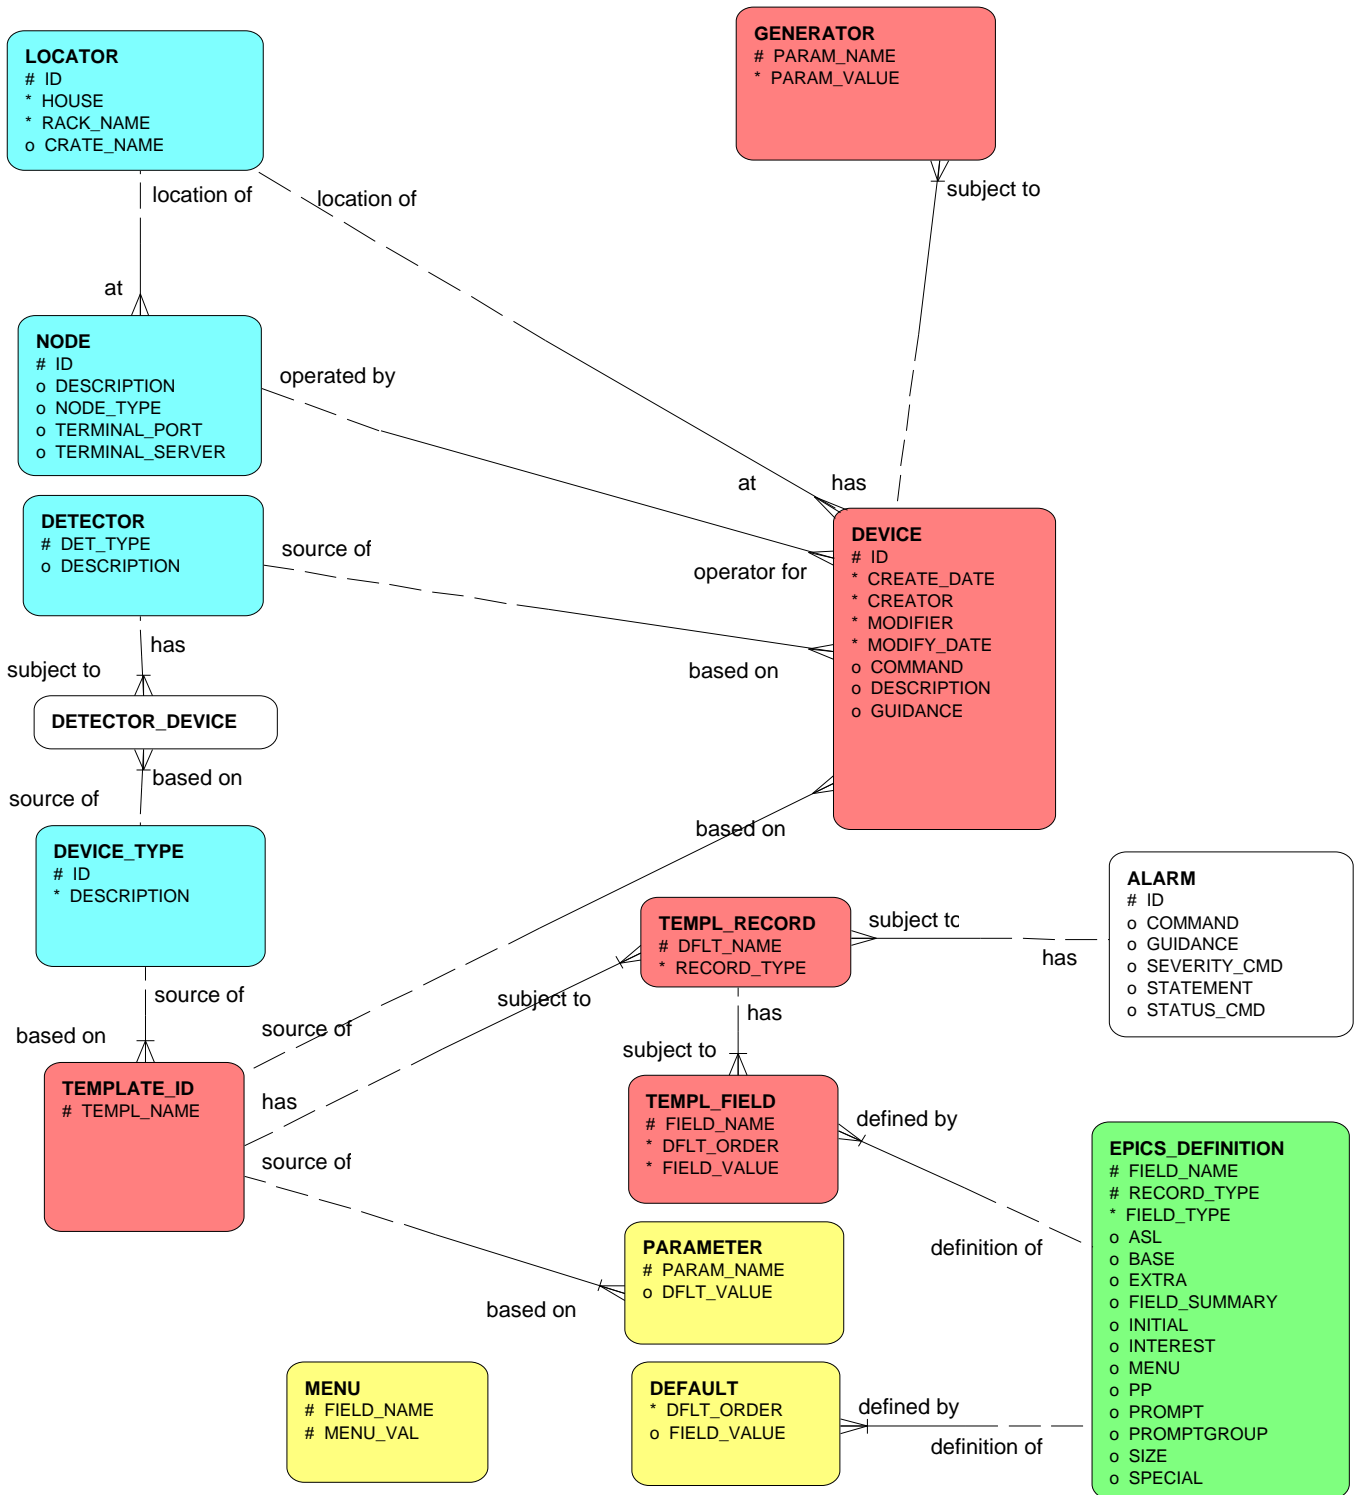 LOCATOR
# ID
* HOUSE
* RACK_NAME
o CRATE_NAME
GENERATOR
# PARAM_NAME
* PARAM_VALUE
location of
location of
subject to
at
NODE
# ID
o DESCRIPTION
o NODE_TYPE
o TERMINAL_PORT
o TERMINAL_SERVER
operated by
at
has
DETECTOR
# DET_TYPE
o DESCRIPTION
source of
operator for
DEVICE
# ID
* CREATE_DATE
* CREATOR
* MODIFIER
* MODIFY_DATE
o COMMAND
o DESCRIPTION
o GUIDANCE
has
subject to
based on
DETECTOR_DEVICE
based on
source of
based on
DEVICE_TYPE
# ID
* DESCRIPTION
ALARM
# ID
o COMMAND
o GUIDANCE
o SEVERITY_CMD
o STATEMENT
o STATUS_CMD
TEMPL_RECORD
# DFLT_NAME
* RECORD_TYPE
subject to
has
source of
subject to
has
based on
source of
subject to
TEMPLATE_ID
# TEMPL_NAME
has
source of
TEMPL_FIELD
# FIELD_NAME
* DFLT_ORDER
* FIELD_VALUE
defined by
definition of
EPICS_DEFINITION
# FIELD_NAME
# RECORD_TYPE
* FIELD_TYPE
o ASL
o BASE
o EXTRA
o FIELD_SUMMARY
o INITIAL
o INTEREST
o MENU
o PP
o PROMPT
o PROMPTGROUP
o SIZE
o SPECIAL
PARAMETER
# PARAM_NAME
o DFLT_VALUE
based on
MENU
# FIELD_NAME
# MENU_VAL
DEFAULT
* DFLT_ORDER
o FIELD_VALUE
defined by
definition of